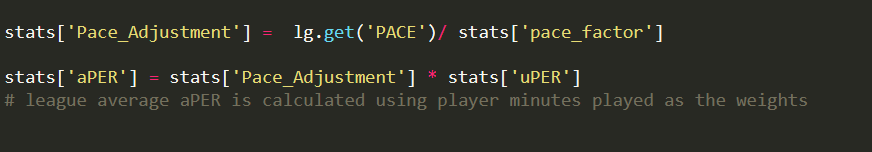 stats['Pace_Adjustment'] =  lg.get('PACE')/ stats['pace_factor']
stats['aPER'] = stats['Pace_Adjustment'] * stats['uPER']
# league average aPER is calculated using player minutes played as the weights